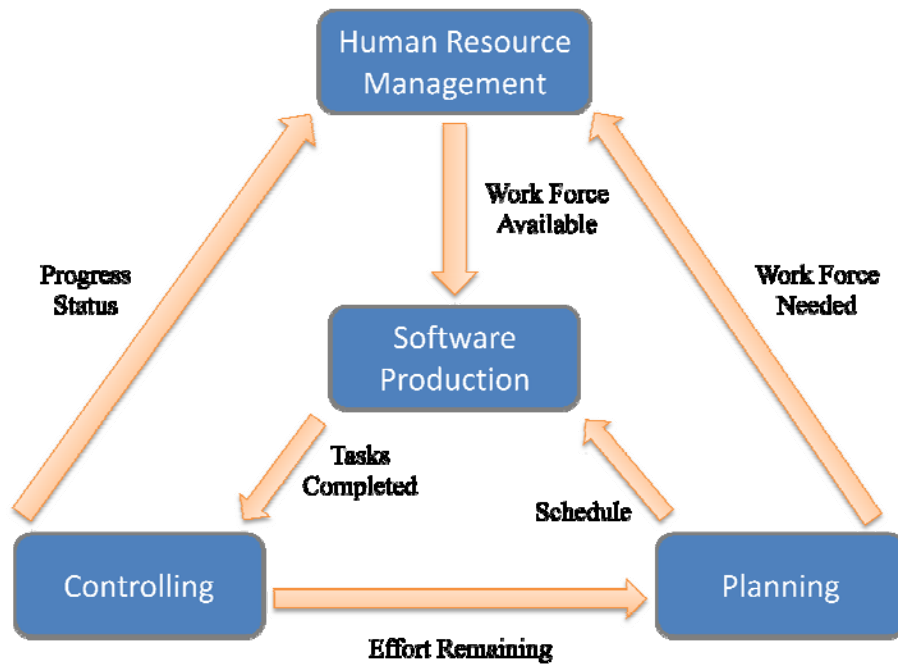 Human Resource
Management
Work Force
Available
Progress
Status
Work Force
Needed
Software
Production
Tasks
Completed
Schedule
Controlling
Planning
Effort Remaining